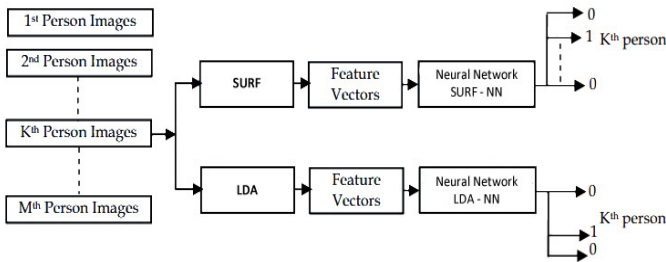 1st Person Images
2nd Person Images
Kth Person Images
Mth Person Images
SURF
Feature
Vectors
Neural Network
SURF - NN
0
1 Kth person
0
LDA
Feature
Vectors
Neural Network
LDA - NN
0
Kth person
1
0